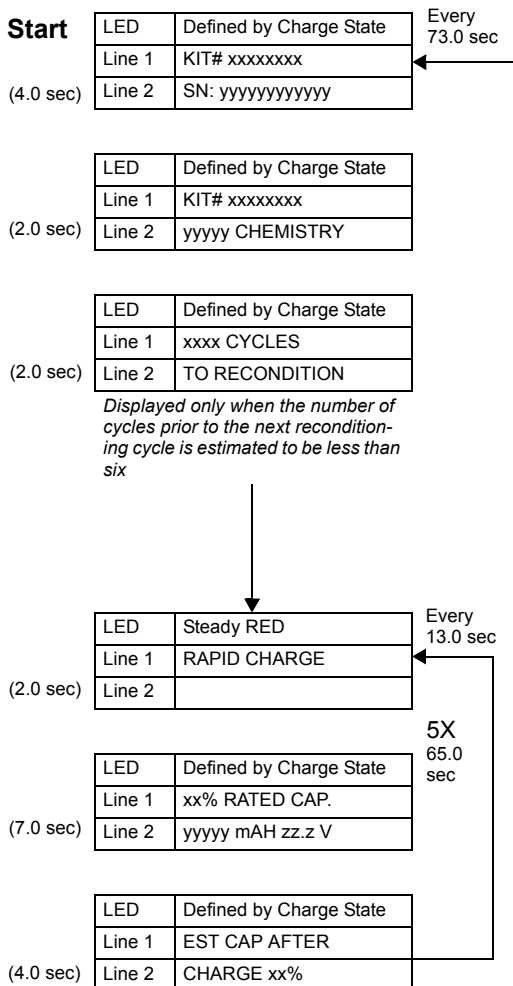 Start
LED Defined by Charge State
Every
73.0 sec
Line 1 KIT# xxxxxxxx
(4.0 sec) Line 2 SN: yyyyyyyyyyyy
LED Defined by Charge State
Line 1 KIT# xxxxxxxx
(2.0 sec) Line 2 yyyyy CHEMISTRY
LED Defined by Charge State
Line 1 xxxx CYCLES
(2.0 sec) Line 2 TO RECONDITION
Displayed only when the number of
cycles prior to the next recondition-
ing cycle is estimated to be less than
six
LED Steady RED
Every
13.0 sec
Line 1 RAPID CHARGE
(2.0 sec) Line 2
5X
65.0
sec
LED Defined by Charge State
Line 1 xx% RATED CAP.
(7.0 sec) Line 2 yyyyy mAH zz.z V
LED Defined by Charge State
Line 1 EST CAP AFTER
(4.0 sec) Line 2 CHARGE xx%